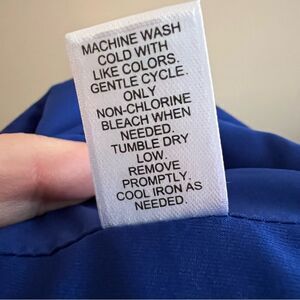 MACHINE WASH
COLD WITH
LIKE COLORS.
GENTLE CYCLE.
ONLY
NON-CHLORINE
BLEACH WHEN
NEEDED.
TUMBLE DRY
LOW.
REMOVE
PROMPTLY.
COOL IRON AS
NEEDED.